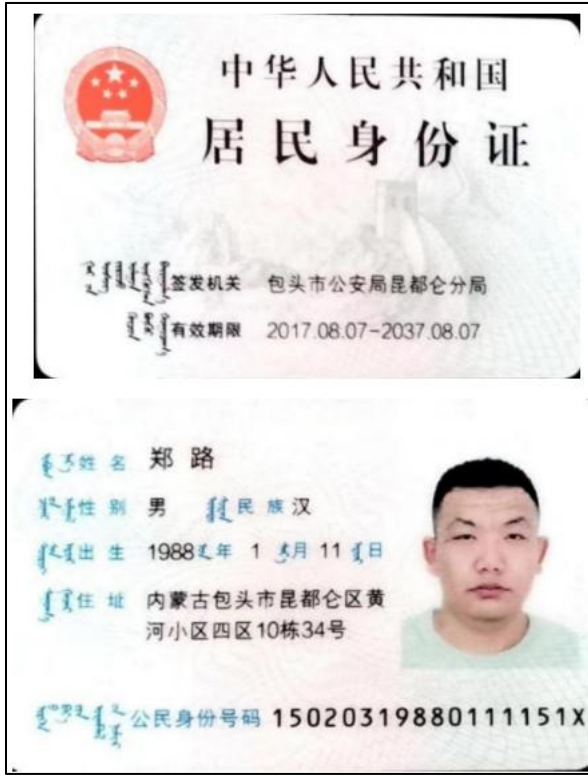 中华人民共和国
居民身份证
签发机关 包头市公安局昆都仑分局
有效期限 2017.08.07-2037.08.07
姓名 郑路
性别 男 民族 汉
出生 1988 年 1 月 11 日
住址 内蒙古包头市昆都仑区黄
河小区四区10栋34号
公民身份号码 15020319880111151X